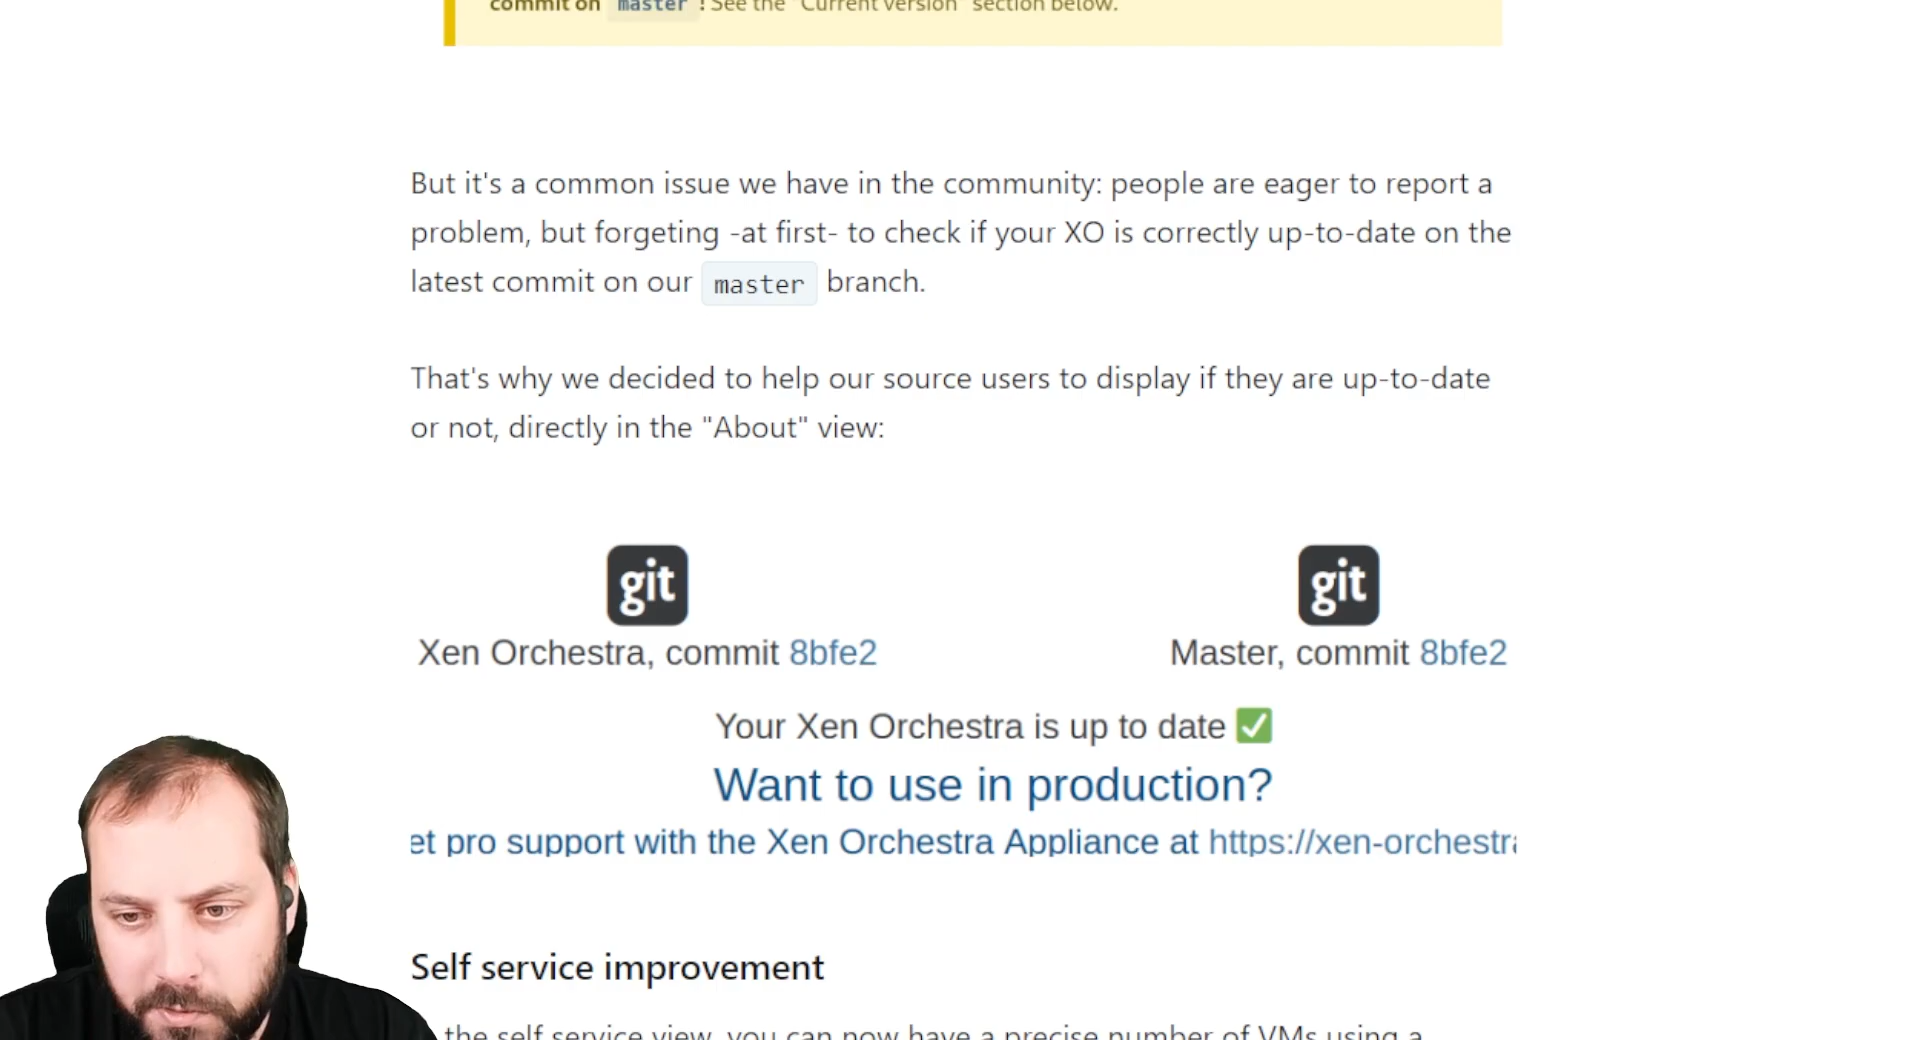 commit on master ! See the "Current version" section below.
But it's a common issue we have in the community: people are eager to report a
problem, but forgeting -at first- to check if your XO is correctly up-to-date on the
latest commit on our master branch.
That's why we decided to help our source users to display if they are up-to-date
or not, directly in the "About" view:
git
git
Xen Orchestra, commit 8bfe2
Master, commit 8bfe2
Your Xen Orchestra is up to date ✅
Want to use in production?
et pro support with the Xen Orchestra Appliance at https://xen-orchestra
Self service improvement
the self service view, you can now have a precise number of VMs using a